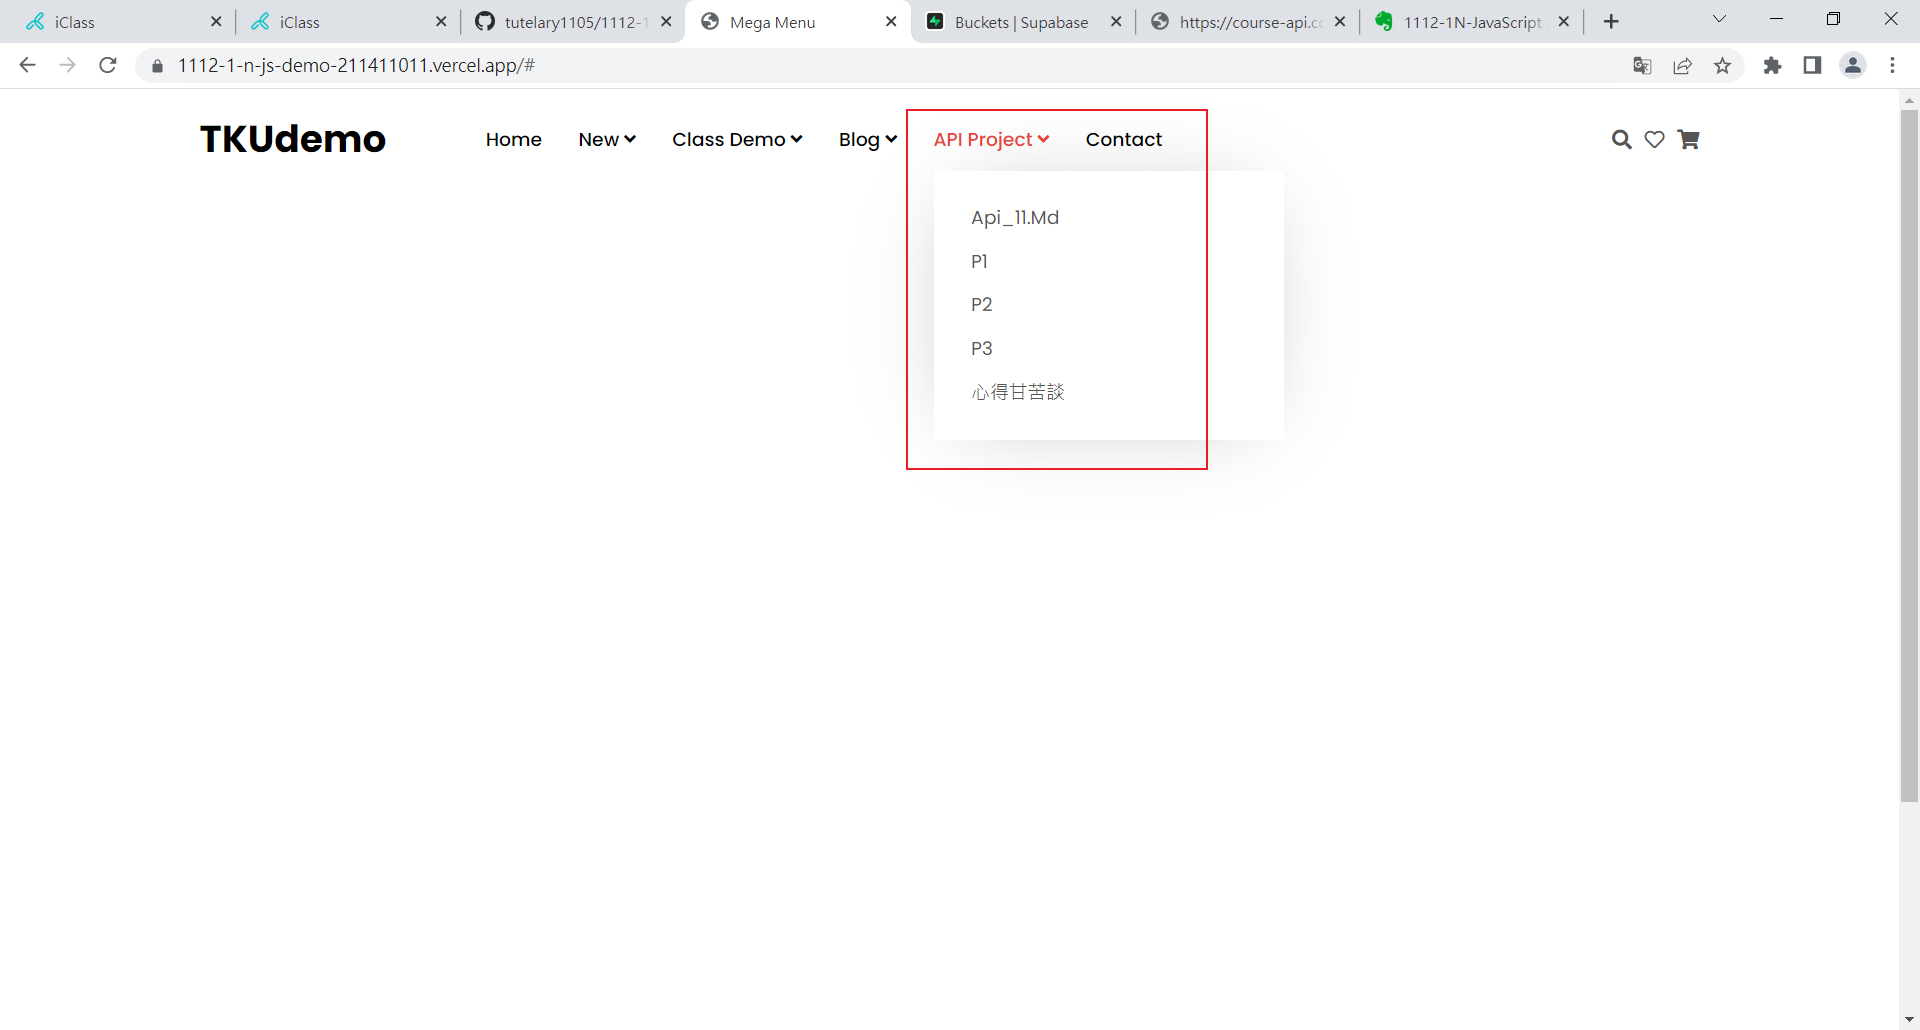 iClass
iClass
tutelary1105/1112-1
Mega Menu
Buckets | Supabase
https://course-api.co
1112-1N-JavaScript
1112-1-n-js-demo-211411011.vercel.app/#
TKUdemo
Home
New
Class Demo
Blog
API Project
Contact
Api_11.Md
P1
P2
P3
心得甘苦談